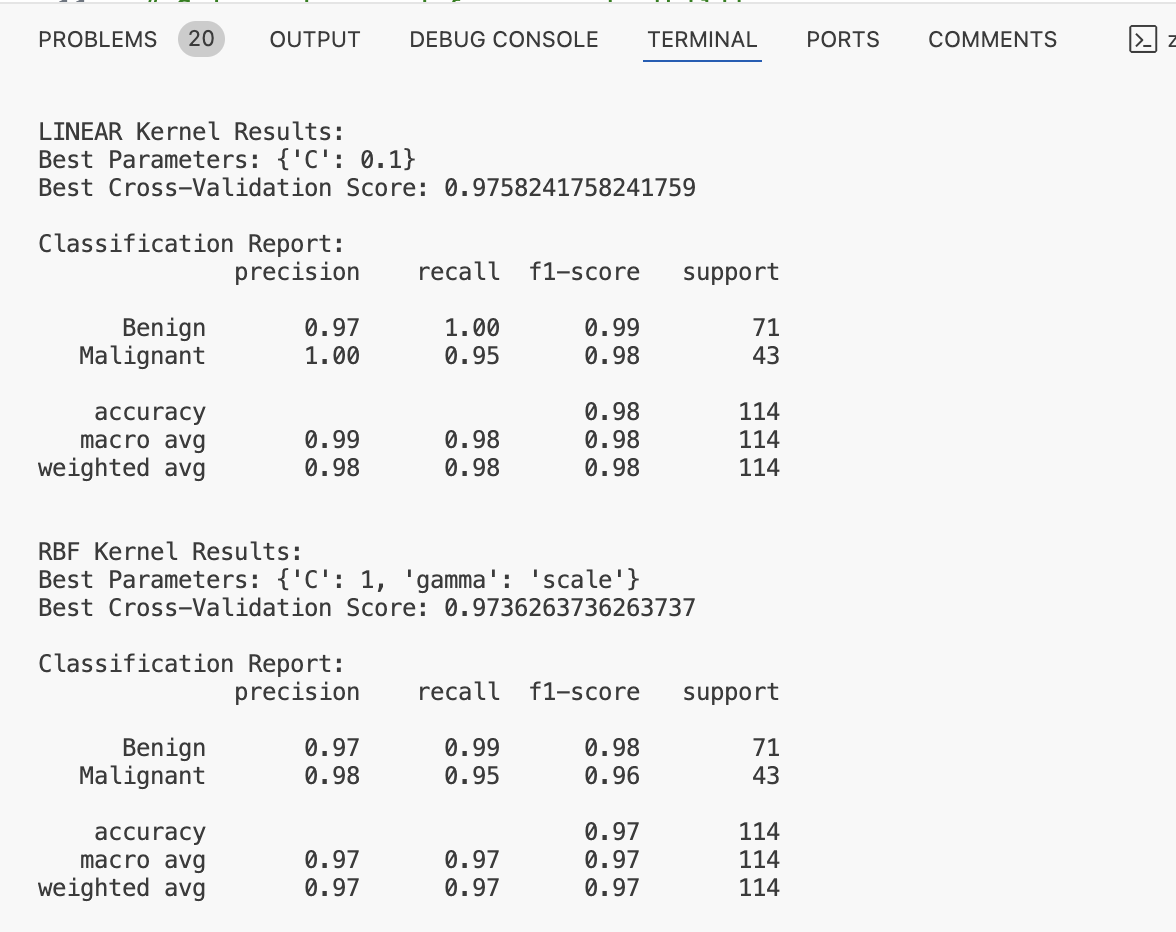 PROBLEMS 20 OUTPUT DEBUG CONSOLE TERMINAL PORTS COMMENTS
LINEAR Kernel Results:
Best Parameters: {'C': 0.1}
Best Cross-Validation Score: 0.9758241758241759
Classification Report:
precision recall f1-score support
Benign 0.97 1.00 0.99 71
Malignant 1.00 0.95 0.98 43
accuracy 0.98 114
macro avg 0.99 0.98 0.98 114
weighted avg 0.98 0.98 0.98 114
RBF Kernel Results:
Best Parameters: {'C': 1, 'gamma': 'scale'}
Best Cross-Validation Score: 0.9736263736263737
Classification Report:
precision recall f1-score support
Benign 0.97 0.99 0.98 71
Malignant 0.98 0.95 0.96 43
accuracy 0.97 114
macro avg 0.97 0.97 0.97 114
weighted avg 0.97 0.97 0.97 114